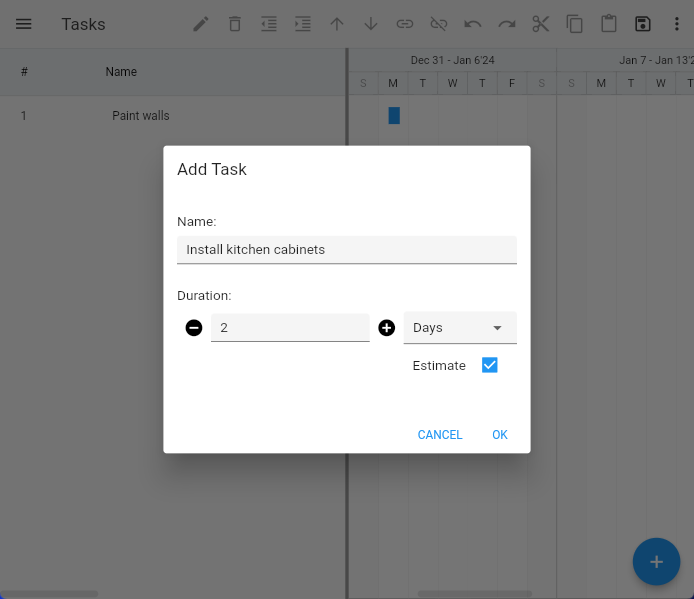 Tasks
# Name
Dec 31 - Jan 6'24 Jan 7 - Jan 13'2
S M T W T F S S M T W T
1 Paint walls
Add Task
Name:
Install kitchen cabinets
Duration:
2 Days
Estimate
CANCEL OK